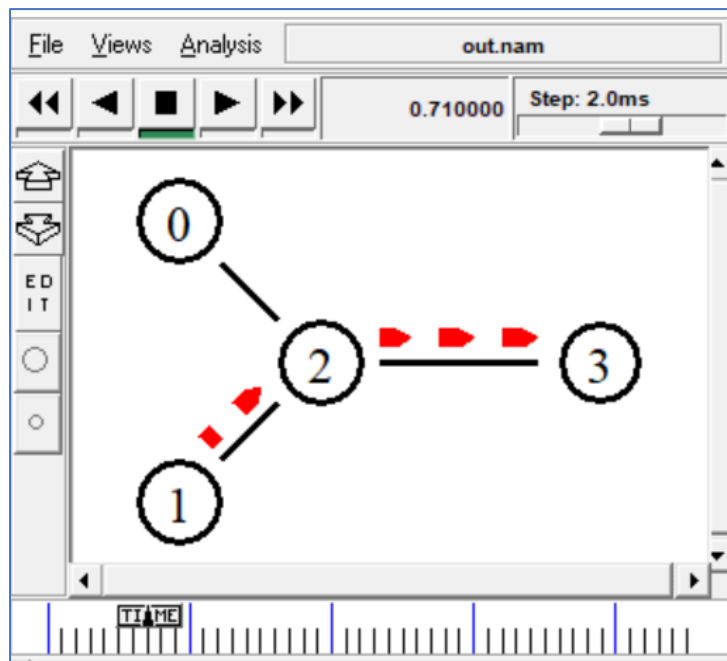 File Views Analysis out.nam
0.710000 Step: 2.0ms
E D
I T
0
2 3
1
TIME